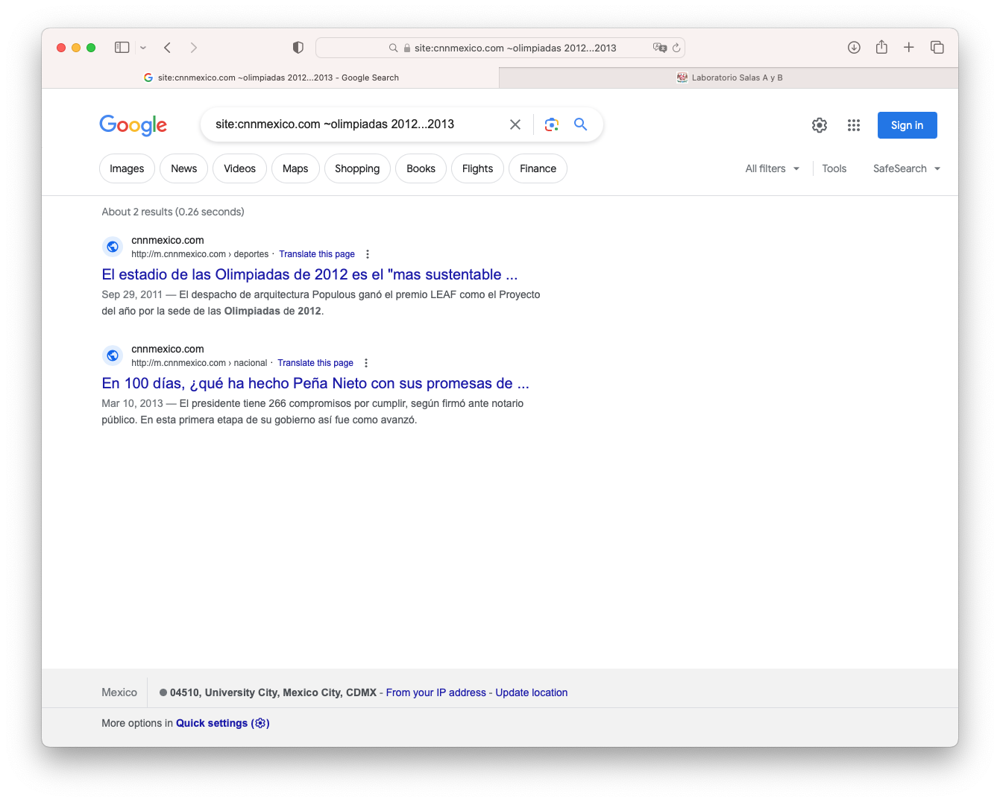 site:cnnmexico.com ~olimpiadas 2012...2013
site:cnnmexico.com ~olimpiadas 2012...2013 - Google Search
Laboratorio Salas A y B
Google
site:cnnmexico.com ~olimpiadas 2012...2013
Sign in
Images
News
Videos
Maps
Shopping
Books
Flights
Finance
All filters
Tools
SafeSearch
About 2 results (0.26 seconds)
cnnmexico.com
http://m.cnnmexico.com › deportes · Translate this page
El estadio de las Olimpiadas de 2012 es el "mas sustentable ...
Sep 29, 2011 — El despacho de arquitectura Populous ganó el premio LEAF como el Proyecto
del año por la sede de las Olimpiadas de 2012.
cnnmexico.com
http://m.cnnmexico.com › nacional · Translate this page
En 100 días, ¿qué ha hecho Peña Nieto con sus promesas de ...
Mar 10, 2013 — El presidente tiene 266 compromisos por cumplir, según firmó ante notario
público. En esta primera etapa de su gobierno así fue como avanzó.
Mexico
04510, University City, Mexico City, CDMX - From your IP address - Update location
More options in Quick settings ( )